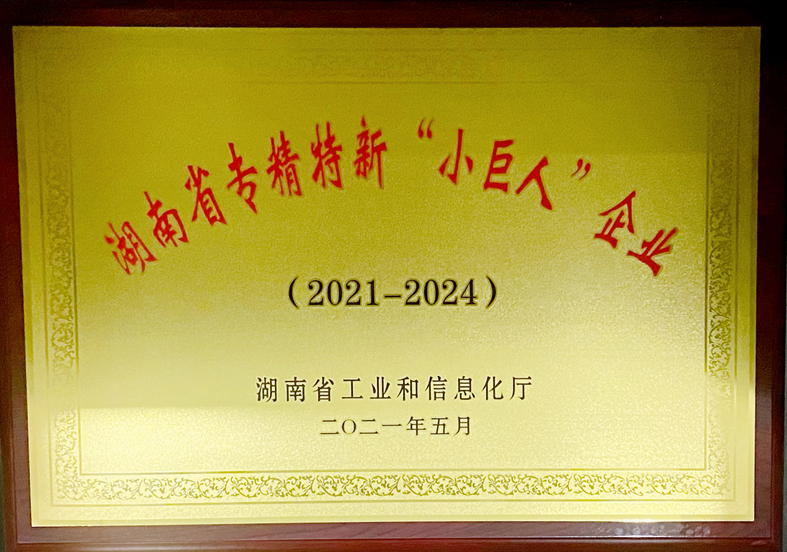 湖南省专精特新“小巨人”企业
（2021-2024）
湖南省工业和信息化厅
二〇二一年五月